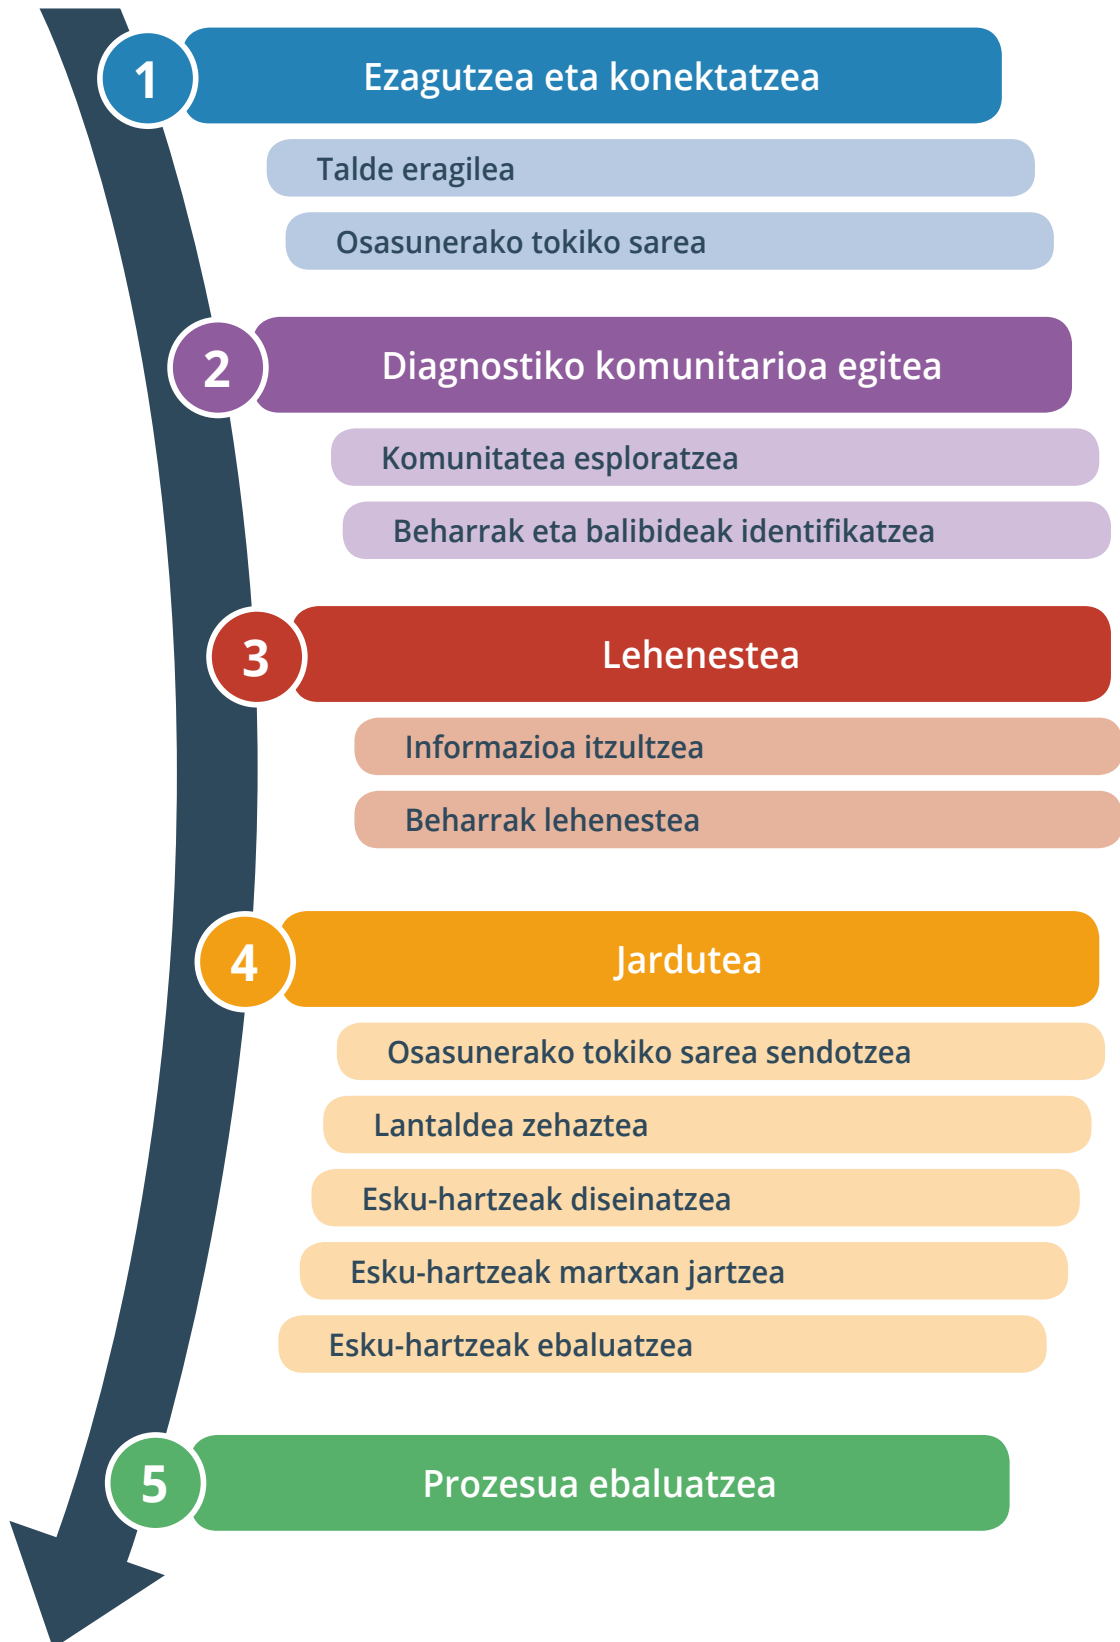 1
Ezagutzea eta konektatzea
Talde eragilea
Osasunerako tokiko sarea
2
Diagnostiko komunitarioa egitea
Komunitatea esploratzea
Beharrak eta balibideak identifikatzea
3
Lehenestea
Informazioa itzultzea
Beharrak lehenestea
4
Jardutea
Osasunerako tokiko sarea sendotzea
Lantaldea zehaztea
Esku-hartzeak diseinatzea
Esku-hartzeak martxan jartzea
Esku-hartzeak ebaluatzea
5
Prozesua ebaluatzea